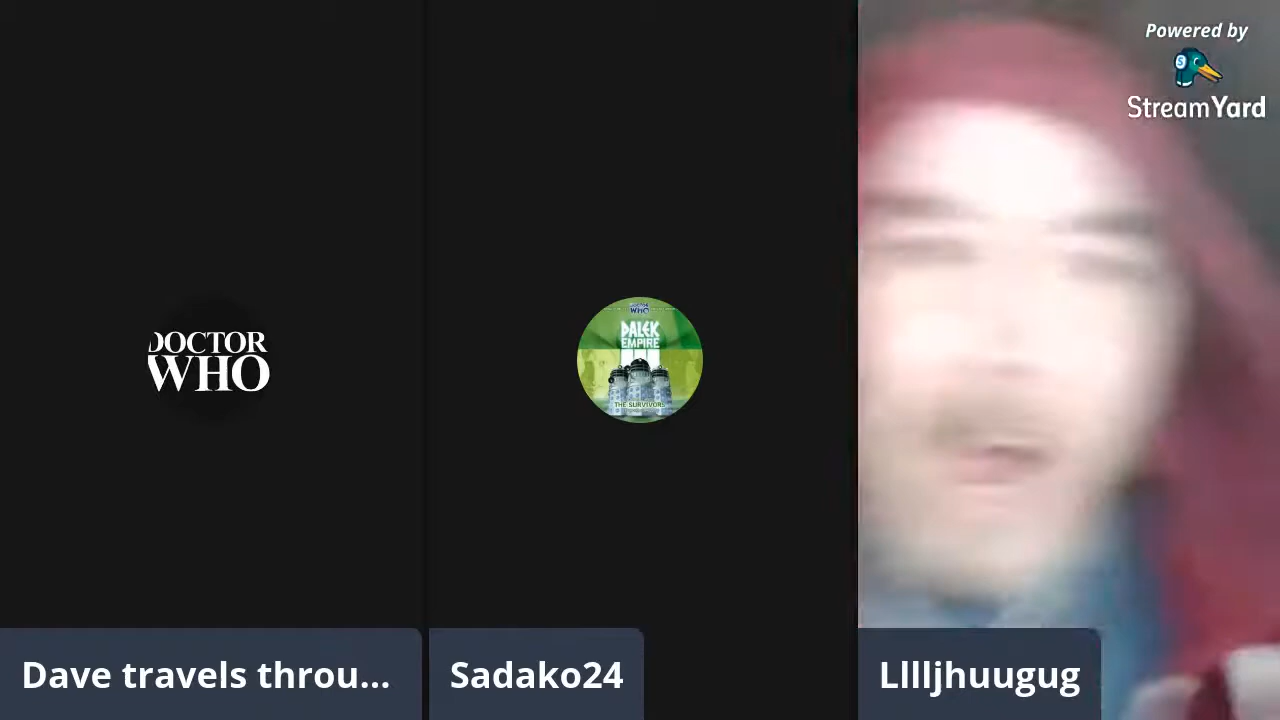 Powered by
StreamYard
DOCTOR
WHO
DOCTOR
WHO
DALEK
EMPIRE
THE SURVIVORS
Dave travels throu...
Sadako24
Lllljhuugug